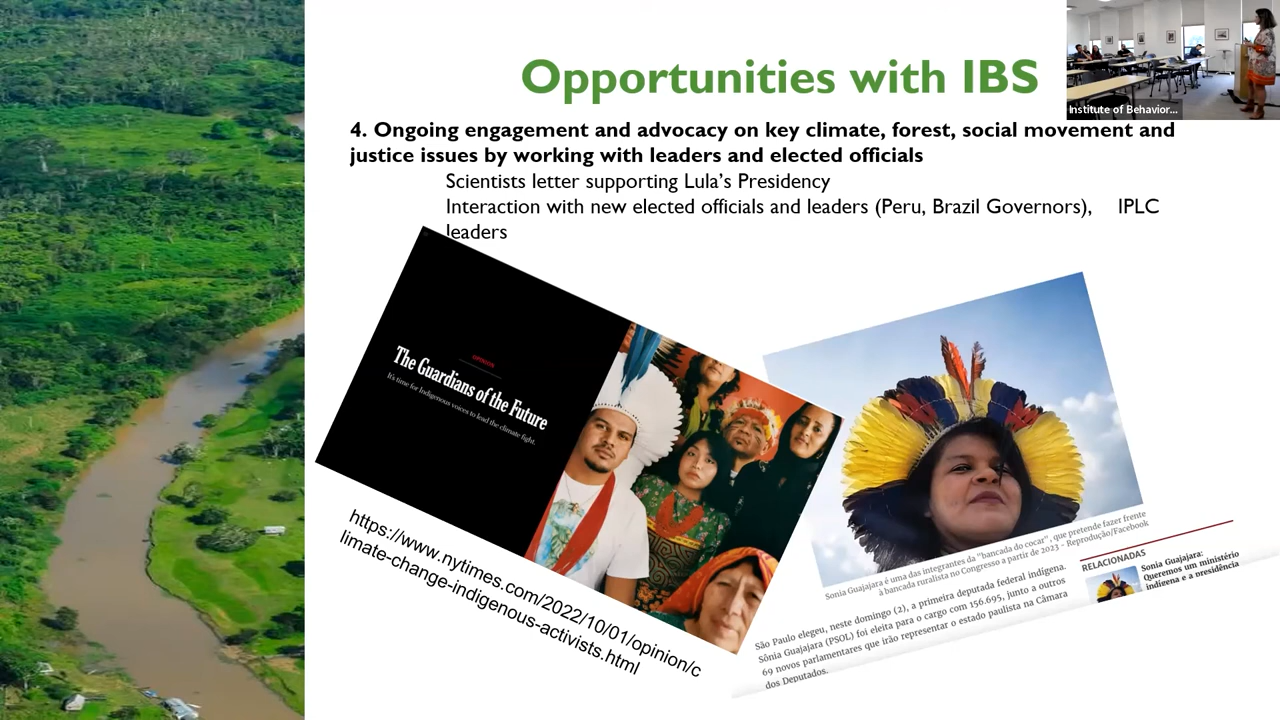 Opportunities with IBS
Institute of Behavior...
4. Ongoing engagement and advocacy on key climate, forest, social movement and
justice issues by working with leaders and elected officials
Scientists letter supporting Lula's Presidency
Interaction with new elected officials and leaders (Peru, Brazil Governors), IPLC
leaders
OPINION
The Guardians of the Future
It's time for Indigenous voices to lead the climate fight.
https://www.nytimes.com/2022/10/01/opinion/c
limate-change-indigenous-activists.html
Sonia Guajajara é uma das integrantes da "bancada do cocar", que pretende fazer frente
à bancada ruralista no Congresso a partir de 2023 - Reprodução/Facebook
São Paulo elegeu, neste domingo (2), a primeira deputada federal indígena.
Sônia Guajajara (PSOL) foi eleita para o cargo com 156.695, junto a outros
69 novos parlamentares que irão representar o estado paulista na Câmara
dos Deputados.
RELACIONADAS
Sonia Guajajara:
Queremos um ministério
indígena e a presidência